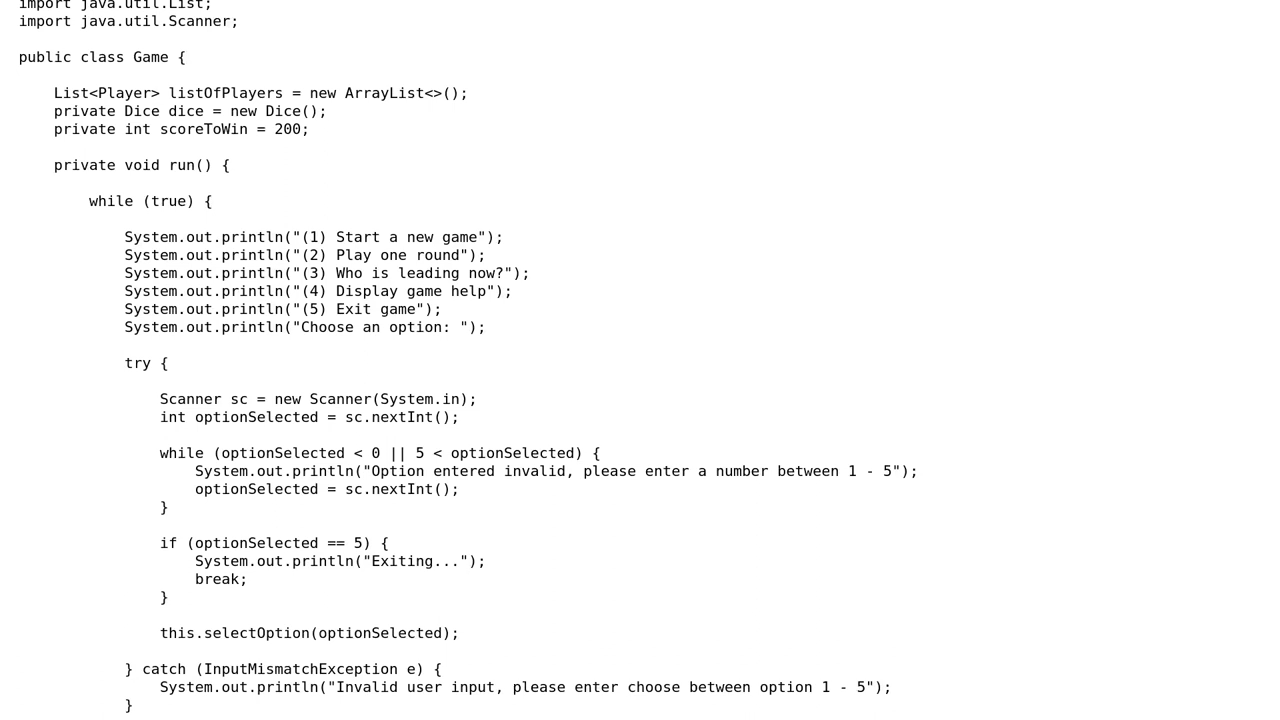 import java.util.List;
import java.util.Scanner;
public class Game {
List<Player> listOfPlayers = new ArrayList<>();
private Dice dice = new Dice();
private int scoreToWin = 200;
private void run() {
while (true) {
System.out.println("(1) Start a new game");
System.out.println("(2) Play one round");
System.out.println("(3) Who is leading now?");
System.out.println("(4) Display game help");
System.out.println("(5) Exit game");
System.out.println("Choose an option: ");
try {
Scanner sc = new Scanner(System.in);
int optionSelected = sc.nextInt();
while (optionSelected < 0 || 5 < optionSelected) {
System.out.println("Option entered invalid, please enter a number between 1 - 5");
optionSelected = sc.nextInt();
}
if (optionSelected == 5) {
System.out.println("Exiting...");
break;
}
this.selectOption(optionSelected);
} catch (InputMismatchException e) {
System.out.println("Invalid user input, please enter choose between option 1 - 5");
}